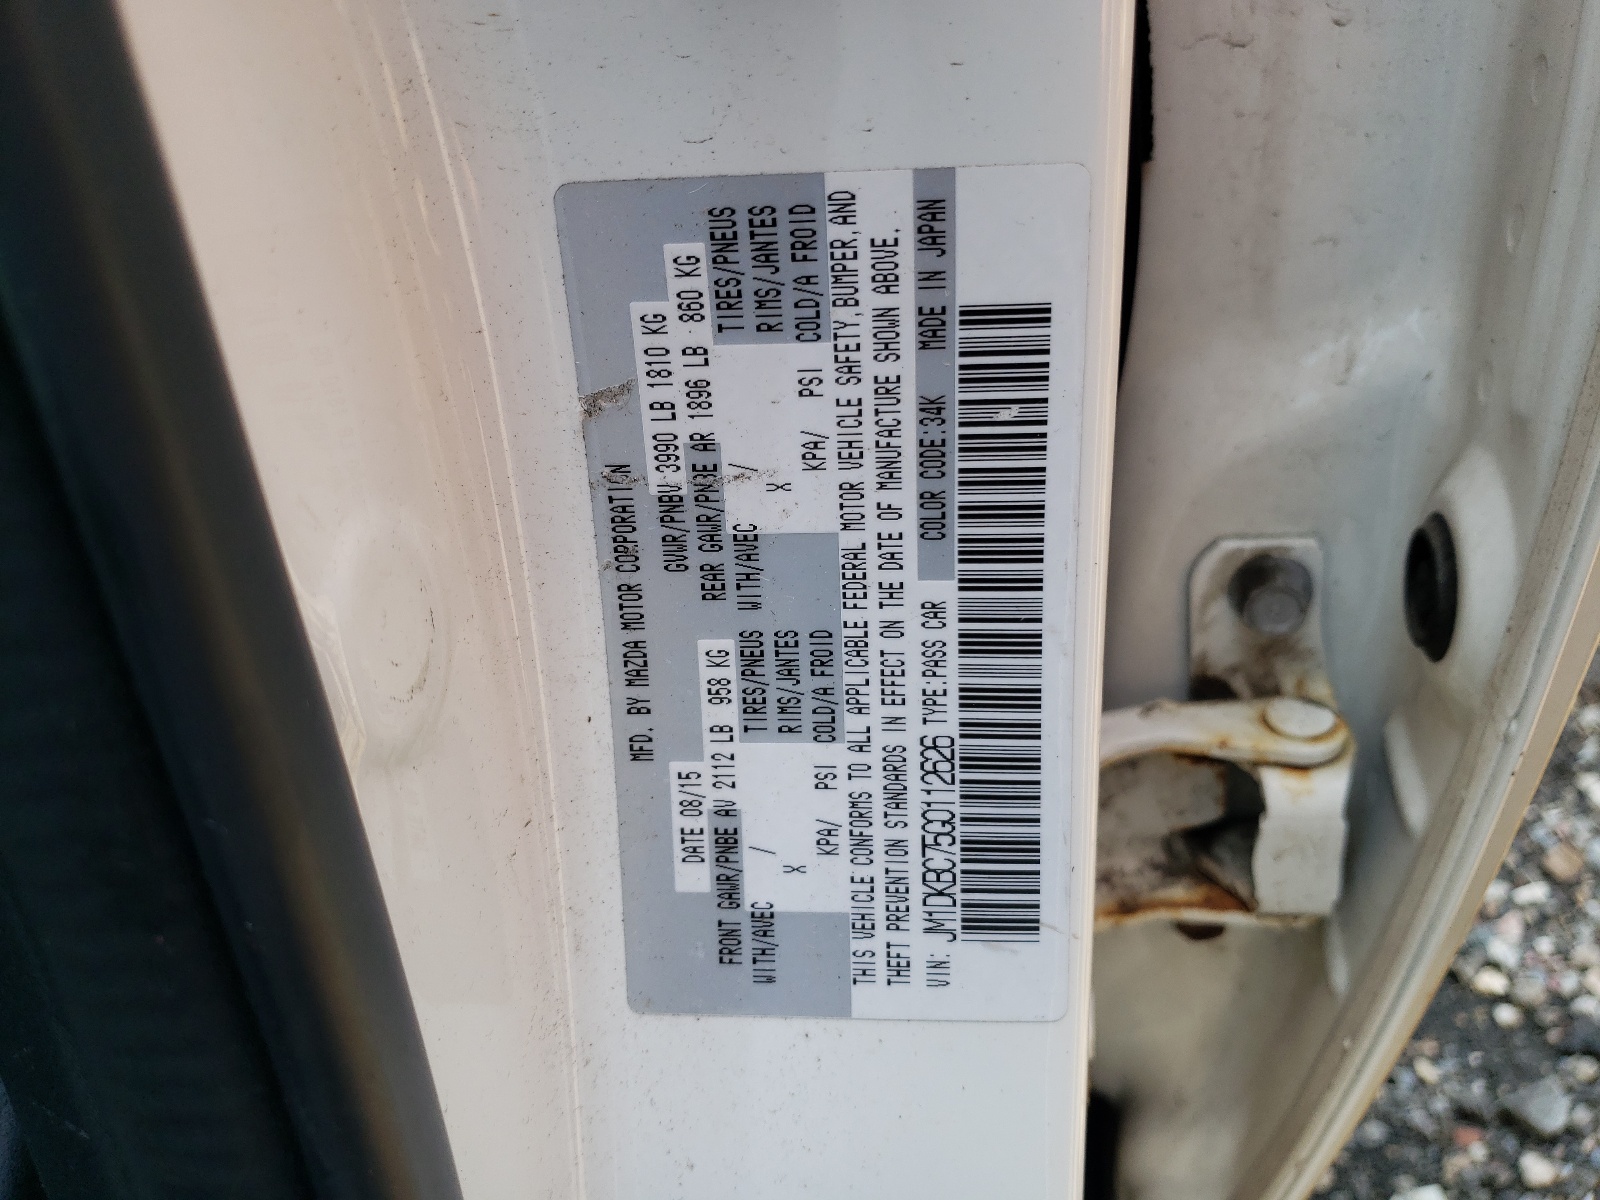 MFD. BY MAZDA MOTOR CORPORATION
DATE 08/15 GVWR/PNBV 3990 LB 1810 KG
FRONT GAWR/PNBE AV 2112 LB 958 KG REAR GAWR/PNBE AR 1896 LB 860 KG
WITH/AVEC / TIRES/PNEUS WITH/AVEC / TIRES/PNEUS
X RIMS/JANTES X RIMS/JANTES
KPA/ PSI COLD/A FROID KPA/ PSI COLD/A FROID
THIS VEHICLE CONFORMS TO ALL APPLICABLE FEDERAL MOTOR VEHICLE SAFETY, BUMPER, AND
THEFT PREVENTION STANDARDS IN EFFECT ON THE DATE OF MANUFACTURE SHOWN ABOVE.
VIN: JM1DKBC75G0112626 TYPE:PASS CAR COLOR CODE:34K MADE IN JAPAN